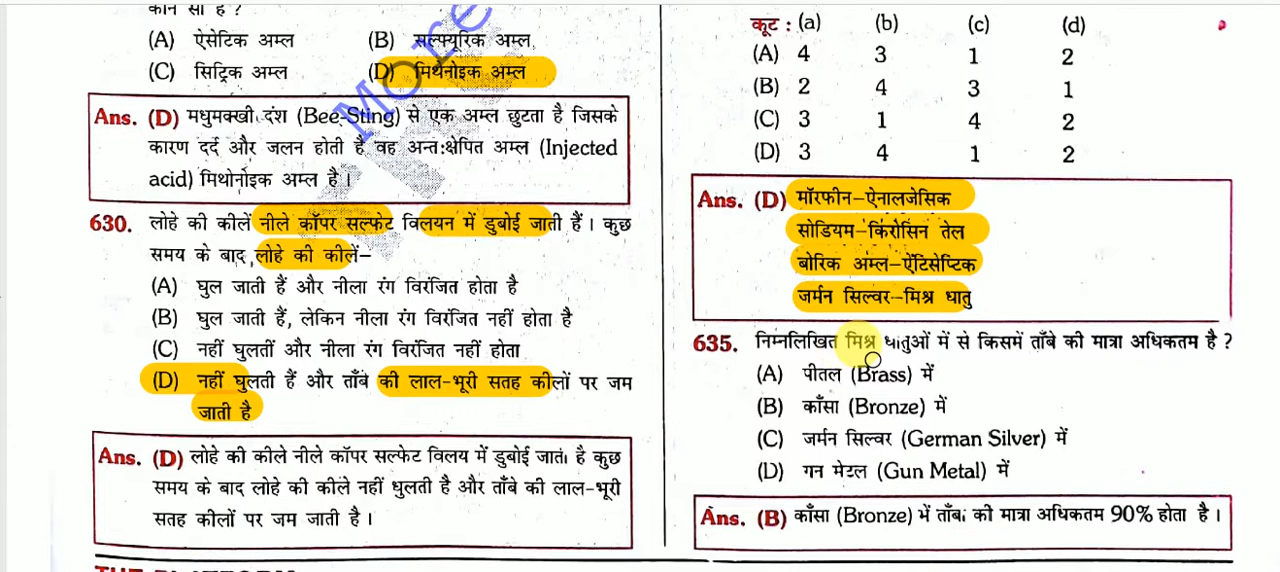 कौन सा है ?
(A) ऐसेटिक अम्ल (B) सल्फ्यूरिक अम्ल
(C) सिट्रिक अम्ल (D) मिथेनोइक अम्ल
Ans. (D) मधुमक्खी दंश (Bee-Sting) से एक अम्ल छुटता है जिसके
कारण दर्द और जलन होती है वह अन्त:क्षेपित अम्ल (Injected
acid) मिथोनोइक अम्ल है।
630. लोहे की कीलें नीले कॉपर सल्फेट विलयन में डुबोई जाती हैं। कुछ
समय के बाद, लोहे की कीलें–
(A) घुल जाती हैं और नीला रंग विरंजित होता है
(B) घुल जाती हैं, लेकिन नीला रंग विरंजित नहीं होता है
(C) नहीं घुलतीं और नीला रंग विरंजित नहीं होता
(D) नहीं घुलती हैं और ताँबे की लाल-भूरी सतह कीलों पर जम
जाती है
Ans. (D) लोहे की कीले नीले कॉपर सल्फेट विलय में डुबोई जाती है कुछ
समय के बाद लोहे की कीले नहीं धुलती है और ताँबे की लाल-भूरी
सतह कीलों पर जम जाती है।
More
कूट : (a) (b) (c) (d)
(A) 4 3 1 2
(B) 2 4 3 1
(C) 3 1 4 2
(D) 3 4 1 2
Ans. (D) मॉरफीन–ऐनालजेसिक
सोडियम–किरोसिन तेल
बोरिक अम्ल–ऐंटिसेप्टिक
जर्मन सिल्वर–मिश्र धातु
635. निम्नलिखित मिश्र धातुओं में से किसमें ताँबे की मात्रा अधिकतम है ?
(A) पीतल (Brass) में
(B) काँसा (Bronze) में
(C) जर्मन सिल्वर (German Silver) में
(D) गन मेटल (Gun Metal) में
Ans. (B) काँसा (Bronze) में ताँबा की मात्रा अधिकतम 90% होता है।